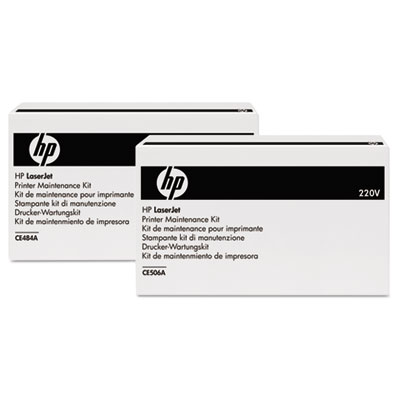 hp
HP LaserJet
Printer Maintenance Kit
Kit de maintenance pour imprimante
Stampante kit di manutenzione
Drucker-Wartungskit
Kit de mainteniemento de impresora
CE484A
hp
220V
HP LaserJet
Printer Maintenance Kit
Kit de maintenance pour imprimante
Stampante kit di manutenzione
Drucker-Wartungskit
Kit de maintenmiento de impresora
CE506A